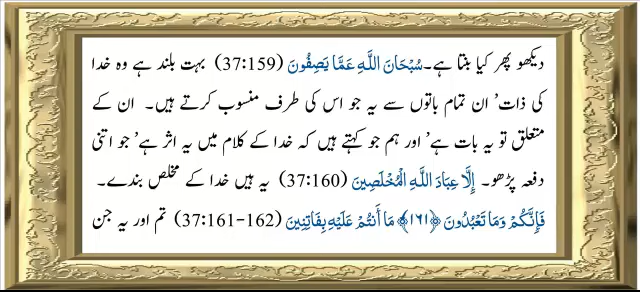 دیکھو پھر کیا بنتا ہے۔ سُبْحَانَ اللَّهِ عَمَّا يَصِفُونَ (37:159) بہت بلند ہے وہ خدا
کی ذات' ان تمام باتوں سے یہ جو اس کی طرف منسوب کرتے ہیں۔ ان کے
متعلق تو یہ بات ہے' اور ہم جو کہتے ہیں کہ خدا کے کلام میں یہ اثر ہے' جو اتنی
دفعہ پڑھو۔ إِلَّا عِبَادَ اللَّهِ الْمُخْلَصِينَ (37:160) یہ ہیں خدا کے مخلص بندے۔
فَإِنَّكُمْ وَمَا تَعْبُدُونَ ﴿١٦١﴾ مَا أَنتُمْ عَلَيْهِ بِفَاتِنِينَ (37:161-162) تم اور یہ جن